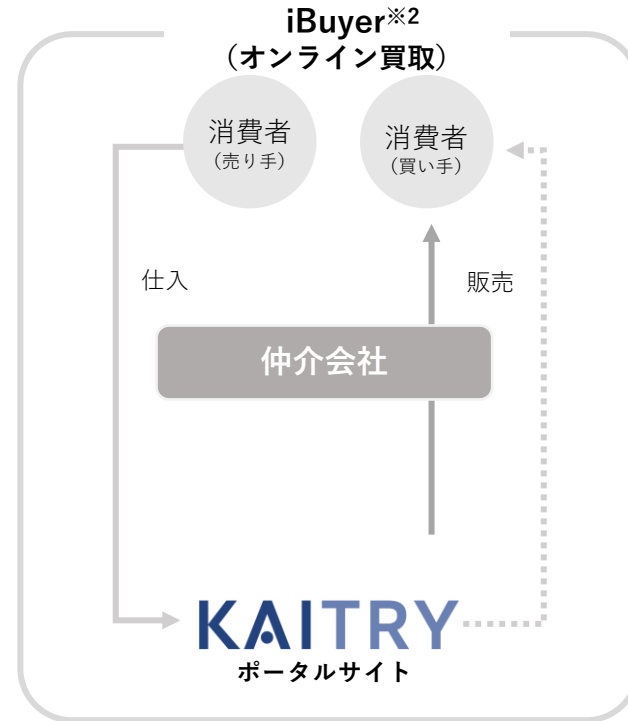 iBuyer※2
（オンライン買取）
消費者
（売り手）
消費者
（買い手）
仕入
販売
仲介会社
KAITRY
ポータルサイト